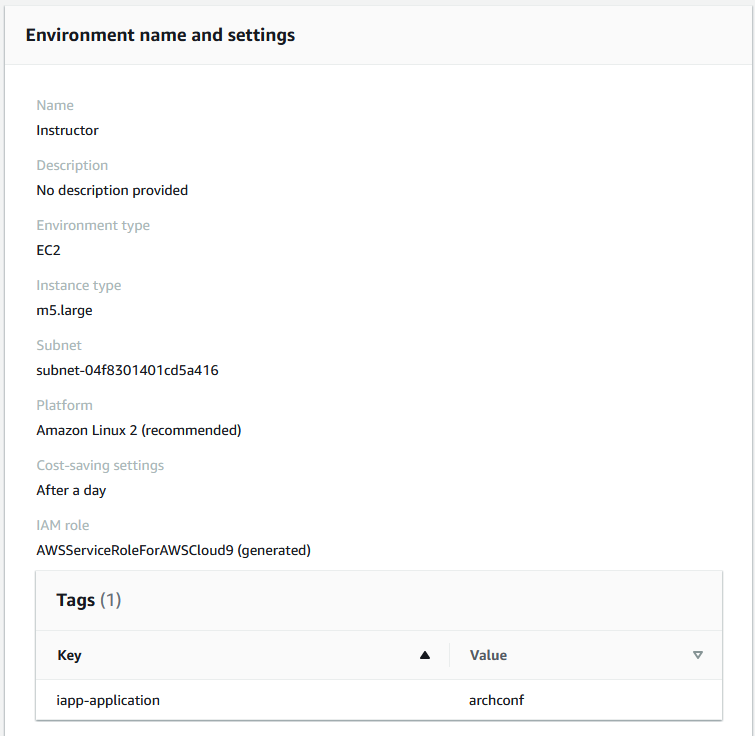 Environment name and settings
Name
Instructor
Description
No description provided
Environment type
EC2
Instance type
m5.large
Subnet
subnet-04f8301401cd5a416
Platform
Amazon Linux 2 (recommended)
Cost-saving settings
After a day
IAM role
AWSServiceRoleForAWSCloud9 (generated)
Tags (1)
Key Value
iapp-application archconf